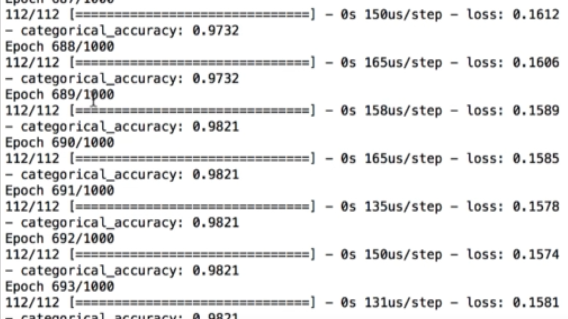 Epoch 687/1000
112/112 [==============================] - 0s 150us/step - loss: 0.1612
- categorical_accuracy: 0.9732
Epoch 688/1000
112/112 [==============================] - 0s 165us/step - loss: 0.1606
- categorical_accuracy: 0.9732
Epoch 689/1000
112/112 [==============================] - 0s 158us/step - loss: 0.1589
- categorical_accuracy: 0.9821
Epoch 690/1000
112/112 [==============================] - 0s 165us/step - loss: 0.1585
- categorical_accuracy: 0.9821
Epoch 691/1000
112/112 [==============================] - 0s 135us/step - loss: 0.1578
- categorical_accuracy: 0.9821
Epoch 692/1000
112/112 [==============================] - 0s 150us/step - loss: 0.1574
- categorical_accuracy: 0.9821
Epoch 693/1000
112/112 [==============================] - 0s 131us/step - loss: 0.1581
- categorical_accuracy: 0.9821